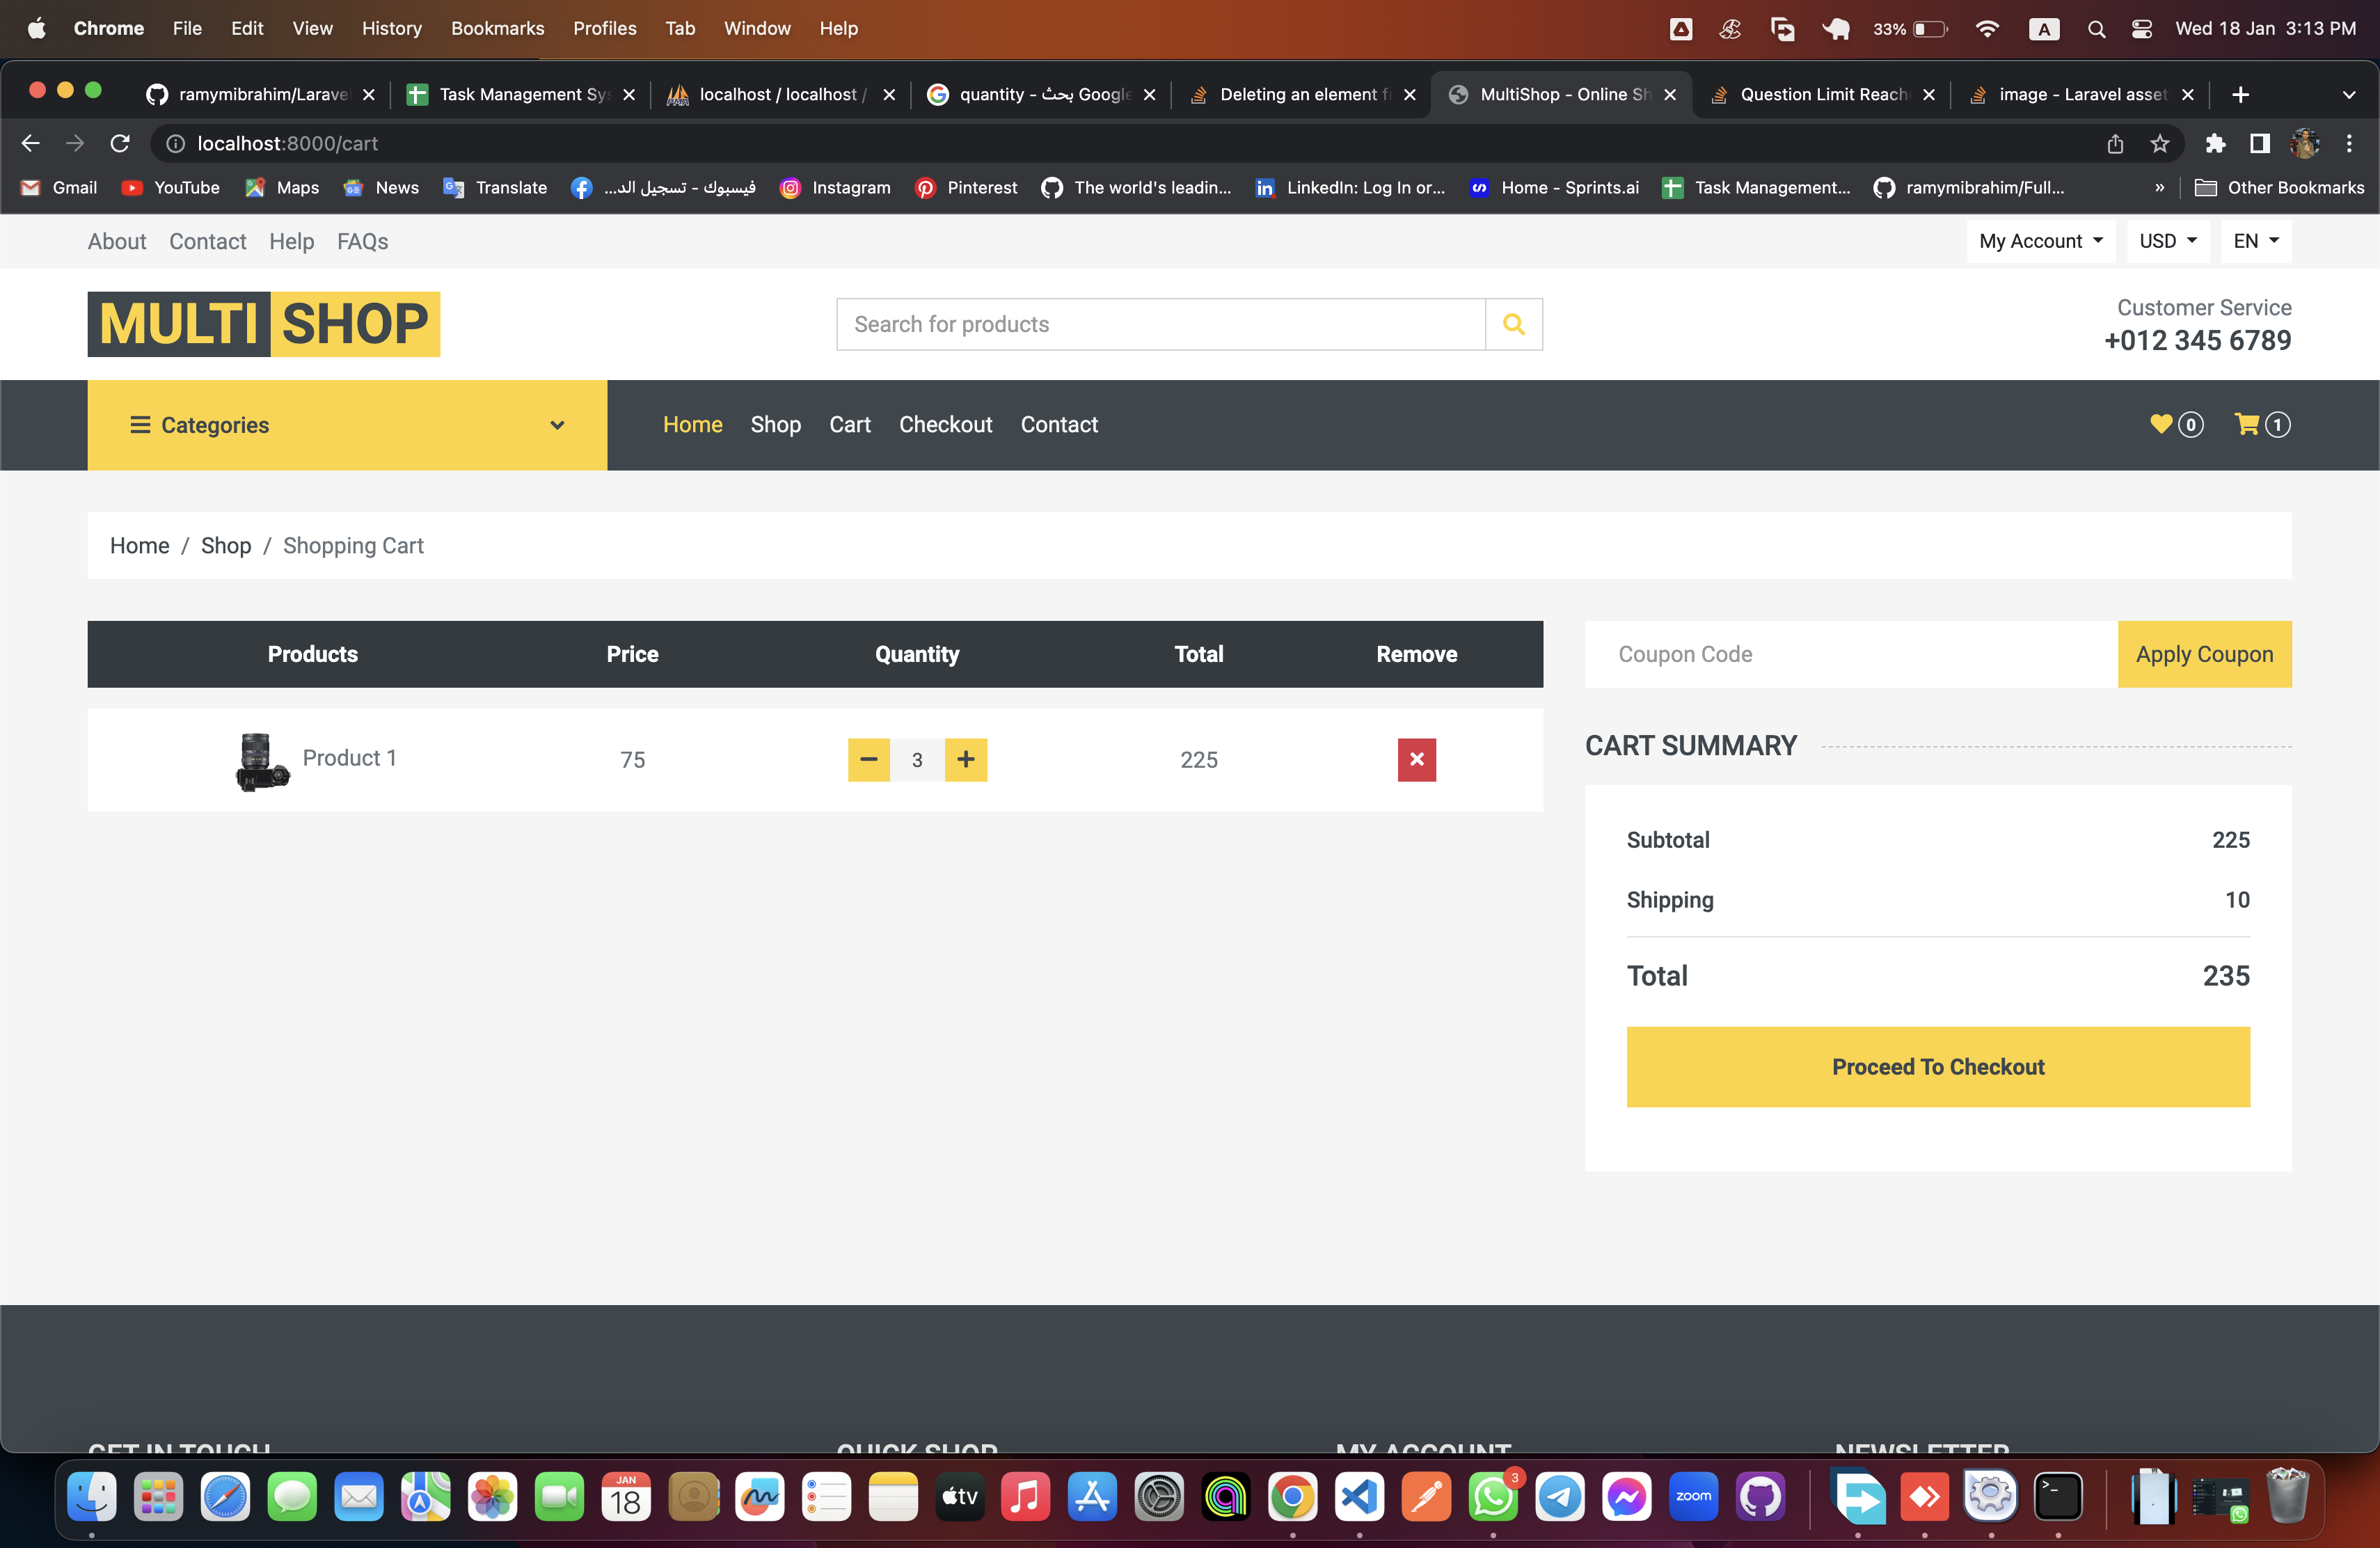 Chrome File Edit View History Bookmarks Profiles Tab Window Help 33% A Wed 18 Jan 3:13 PM
ramymibrahim/Larave Task Management Sys localhost / localhost / quantity - بحث Google Deleting an element f MultiShop - Online Sh Question Limit Reach image - Laravel asset
localhost:8000/cart
Gmail YouTube Maps News Translate فيسبوك - تسجيل الد... Instagram Pinterest The world's leadin... LinkedIn: Log In or... Home - Sprints.ai Task Management... ramymibrahim/Full... » Other Bookmarks
About Contact Help FAQs My Account USD EN
MULTI SHOP Search for products Customer Service
+012 345 6789
Categories Home Shop Cart Checkout Contact 0 1
Home / Shop / Shopping Cart
Products Price Quantity Total Remove Coupon Code Apply Coupon
CART SUMMARY
Product 1 75 3 225
Subtotal 225
Shipping 10
Total 235
Proceed To Checkout
GET IN TOUCH QUICK SHOP MY ACCOUNT NEWSLETTER
JAN
18 tv zoom 3